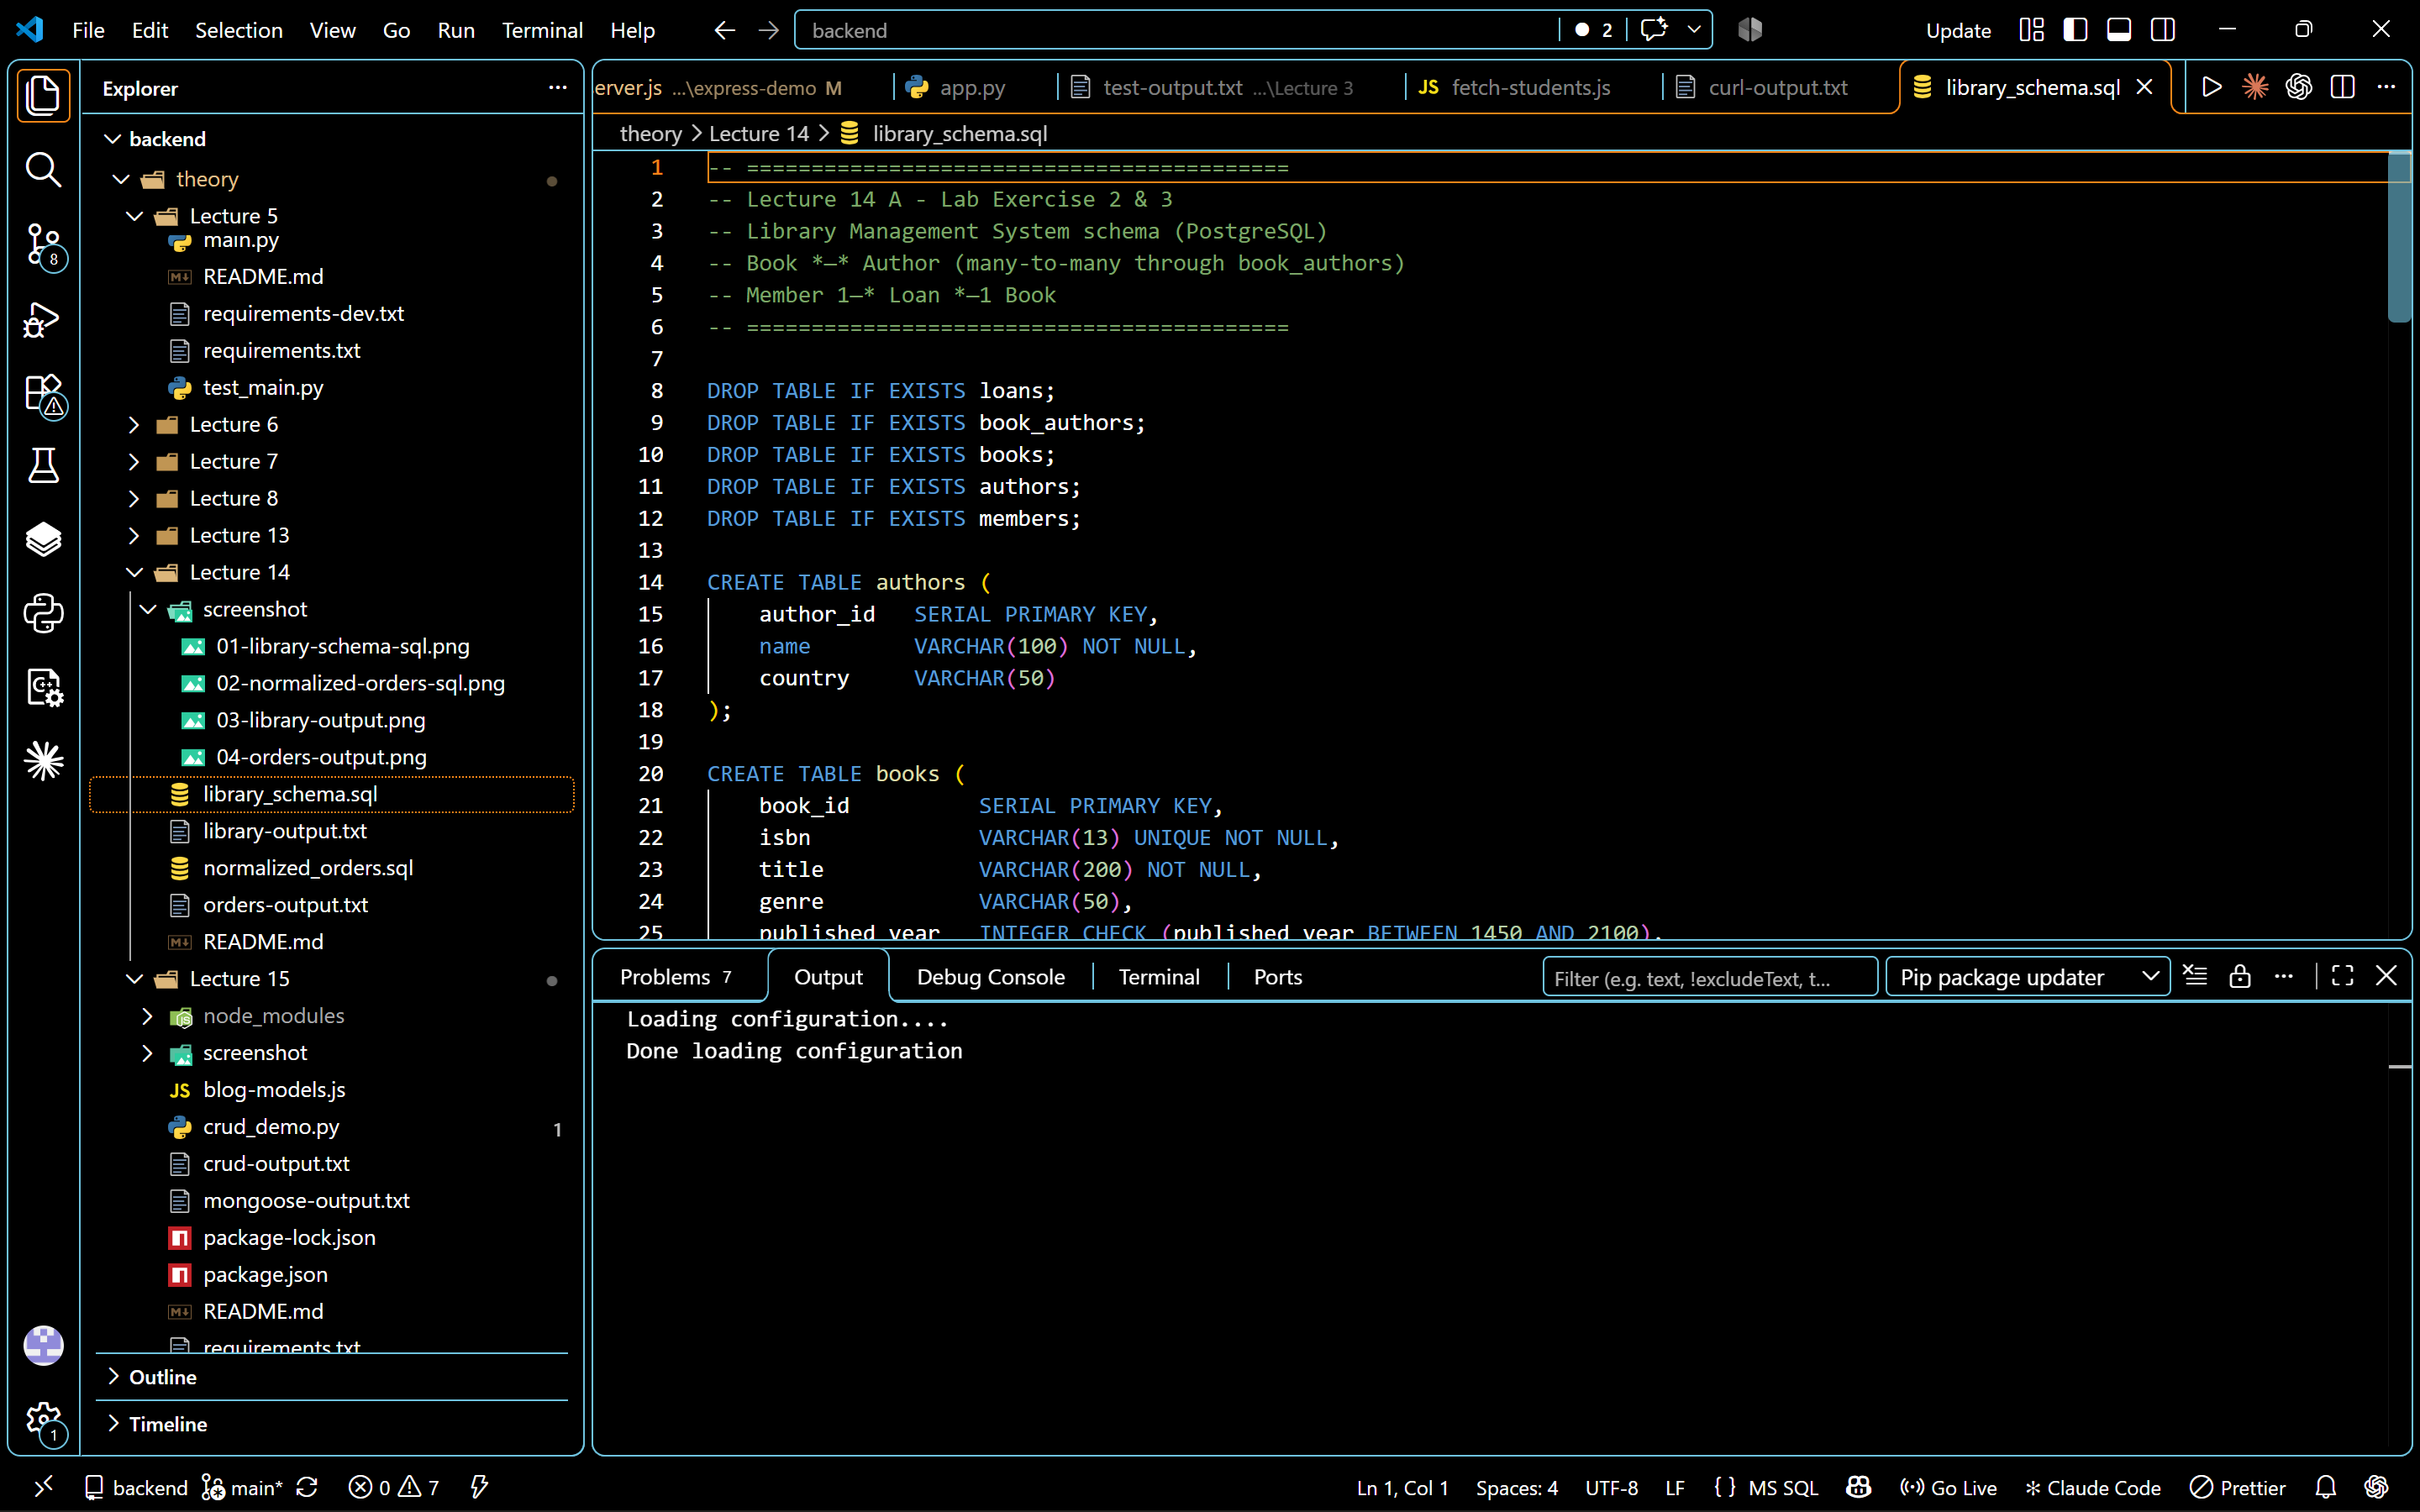 File Edit Selection View Go Run Terminal Help
backend
2
Update
Explorer
backend
theory
Lecture 5
main.py
README.md
requirements-dev.txt
requirements.txt
test_main.py
Lecture 6
Lecture 7
Lecture 8
Lecture 13
Lecture 14
screenshot
01-library-schema-sql.png
02-normalized-orders-sql.png
03-library-output.png
04-orders-output.png
library_schema.sql
library-output.txt
normalized_orders.sql
orders-output.txt
README.md
Lecture 15
node_modules
screenshot
JS blog-models.js
crud_demo.py 1
crud-output.txt
mongoose-output.txt
package-lock.json
package.json
README.md
requirements.txt
Outline
Timeline
8
1
erver.js ...\express-demo M
app.py
test-output.txt ...\Lecture 3
JS fetch-students.js
curl-output.txt
library_schema.sql
theory > Lecture 14 > library_schema.sql
1 -- ==========================================
2 -- Lecture 14 A - Lab Exercise 2 & 3
3 -- Library Management System schema (PostgreSQL)
4 -- Book *—* Author (many-to-many through book_authors)
5 -- Member 1—* Loan *—1 Book
6 -- ==========================================
7
8 DROP TABLE IF EXISTS loans;
9 DROP TABLE IF EXISTS book_authors;
10 DROP TABLE IF EXISTS books;
11 DROP TABLE IF EXISTS authors;
12 DROP TABLE IF EXISTS members;
13
14 CREATE TABLE authors (
15 author_id SERIAL PRIMARY KEY,
16 name VARCHAR(100) NOT NULL,
17 country VARCHAR(50)
18 );
19
20 CREATE TABLE books (
21 book_id SERIAL PRIMARY KEY,
22 isbn VARCHAR(13) UNIQUE NOT NULL,
23 title VARCHAR(200) NOT NULL,
24 genre VARCHAR(50),
25 published_year INTEGER CHECK (published_year BETWEEN 1450 AND 2100),
Problems 7 Output Debug Console Terminal Ports
Filter (e.g. text, !excludeText, t...
Pip package updater
Loading configuration....
Done loading configuration
backend main* 0 7
Ln 1, Col 1 Spaces: 4 UTF-8 LF { } MS SQL Go Live Claude Code Prettier